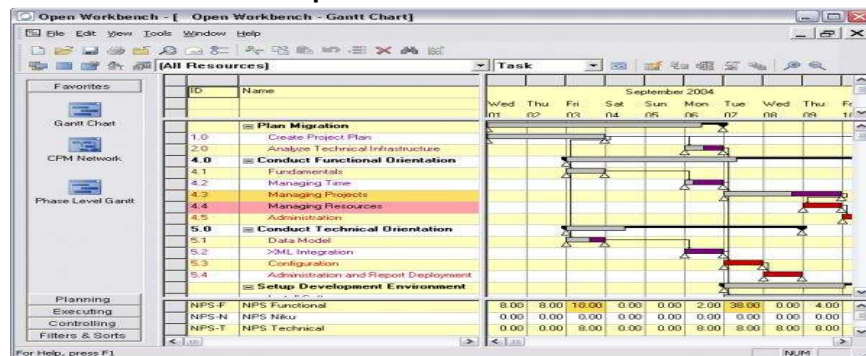 Open Workbench - [ Open Workbench - Gantt Chart]
File Edit View Tools Window Help
[All Resources] Task
Favorites
Gantt Chart
CPM Network
Phase Level Gantt
Planning
Executing
Controlling
Filters & Sorts
ID Name September 2004
Wed Thu Fri Sat Sun Mon Tue Wed Thu
01 02 03 04 05 06 07 08 09
Plan Migration
1.0 Create Project Plan
2.0 Analyze Technical Infrastructure
4.0 Conduct Functional Orientation
4.1 Fundamentals
4.2 Managing Time
4.3 Managing Projects
4.4 Managing Resources
4.5 Administration
5.0 Conduct Technical Orientation
5.1 Data Model
5.2 XML Integration
5.3 Configuration
5.4 Administration and Report Deployment
Setup Development Environment
NPS-F NPS Functional 8.00 8.00 10.00 0.00 0.00 2.00 38.00 0.00 4.00
NPS-N NPS Niku 0.00 0.00 0.00 0.00 0.00 0.00 0.00 0.00 0.00
NPS-T NPS Technical 0.00 0.00 8.00 0.00 0.00 8.00 8.00 8.00 8.00
For Help, press F1 NUM